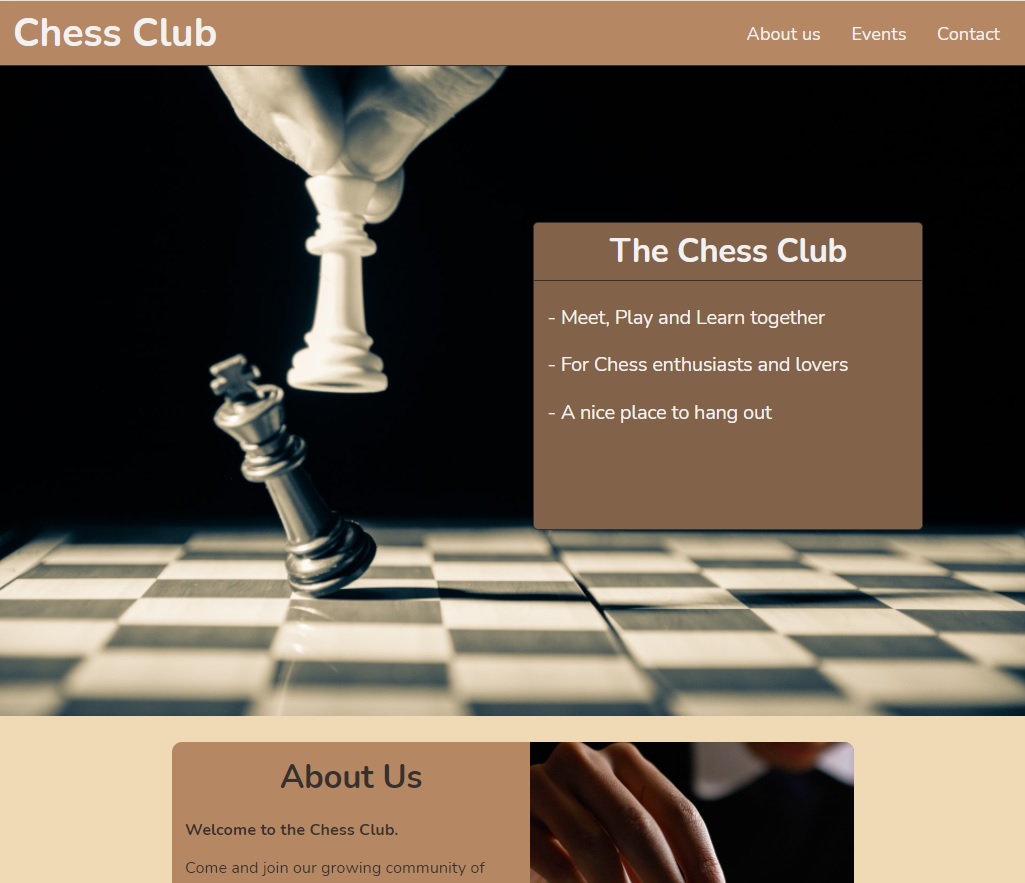 Chess Club
About us Events Contact
The Chess Club
- Meet, Play and Learn together
- For Chess enthusiasts and lovers
- A nice place to hang out
About Us
Welcome to the Chess Club.
Come and join our growing community of